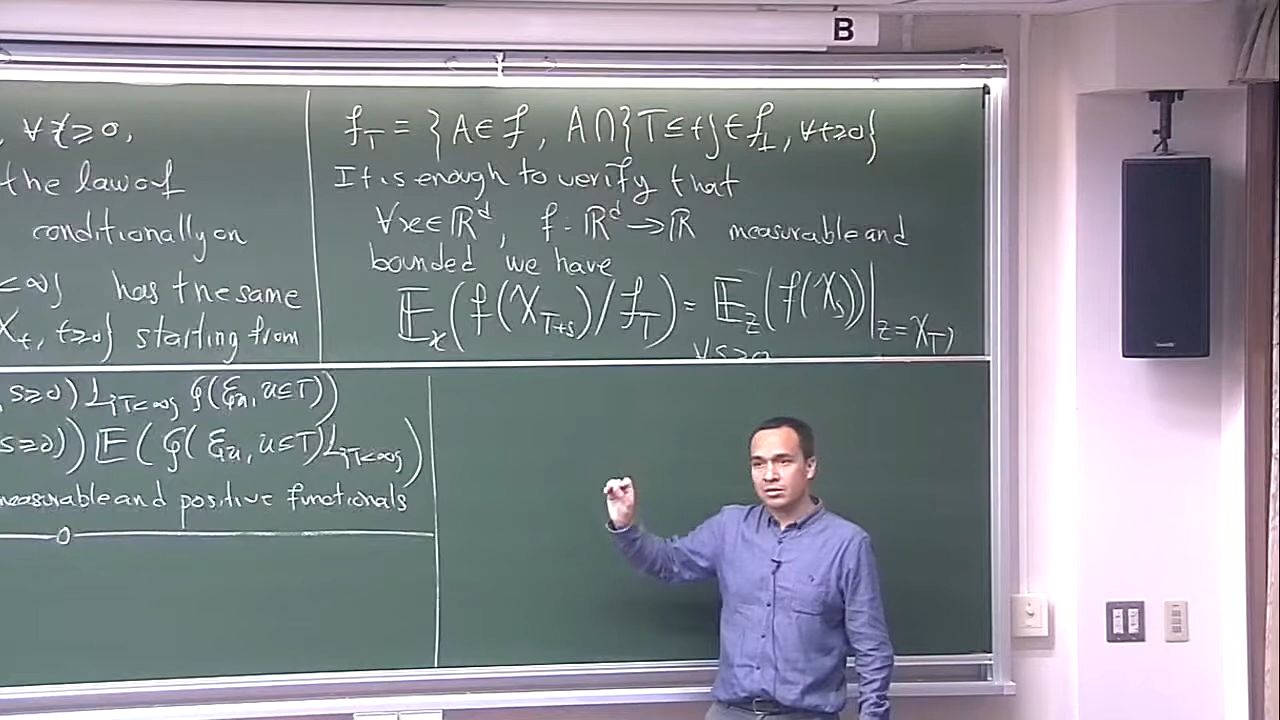 B
, ∀t≥0,
the law of
conditionally on
<∞} has the same
X_t, t≥0} starting from
f_T = {A∈f, A∩{T≤t}∈f_t, ∀t≥0}
It is enough to verify that
∀x∈ℝ^d, f: ℝ^d→ℝ measurable and
bounded we have
𝔼_x(f(X_{T+s})/f_T) = 𝔼_z(f(X_s))|_{z=X_T},
∀s≥0
, s≥0) 1_{T<∞} G(ξ_u, u≤T))
s≥0)) 𝔼(G(ξ_u, u≤T) 1_{T<∞})
measurable and positive functionals